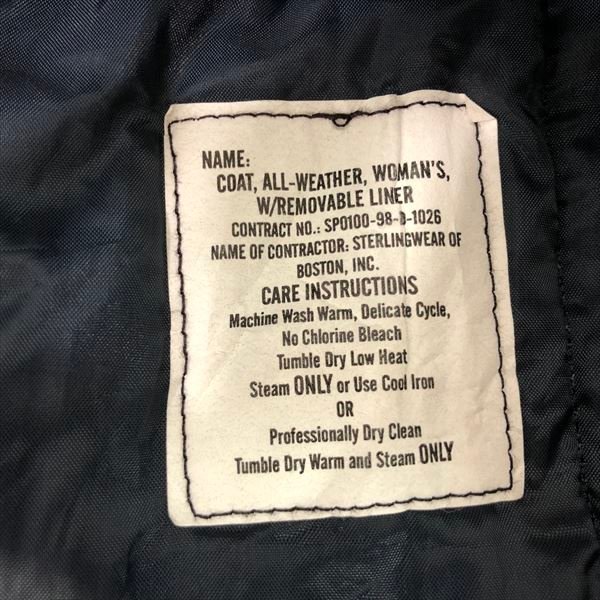 NAME:
COAT, ALL-WEATHER, WOMAN'S,
W/REMOVABLE LINER
CONTRACT NO.: SP0100-98-D-1026
NAME OF CONTRACTOR: STERLINGWEAR OF
BOSTON, INC.
CARE INSTRUCTIONS
Machine Wash Warm, Delicate Cycle,
No Chlorine Bleach
Tumble Dry Low Heat
Steam ONLY or Use Cool Iron
OR
Professionally Dry Clean
Tumble Dry Warm and Steam ONLY